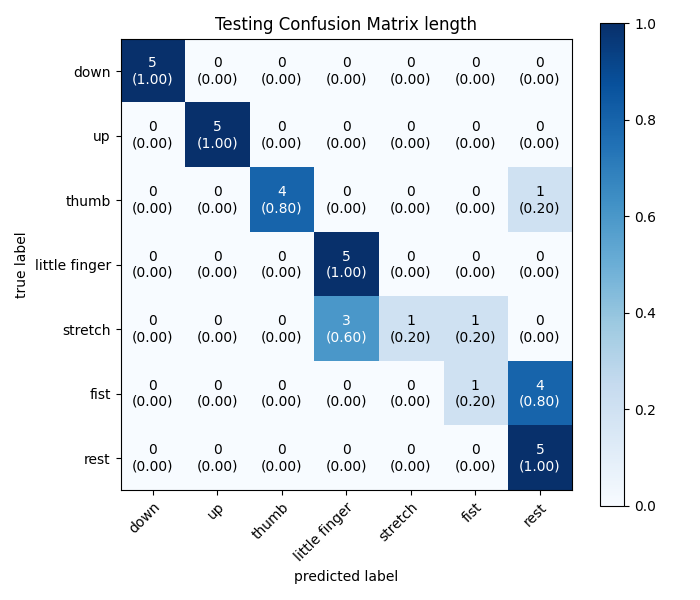 Testing Confusion Matrix length
true label
down
5 0 0 0 0 0 0
(1.00) (0.00) (0.00) (0.00) (0.00) (0.00) (0.00)
up
0 5 0 0 0 0 0
(0.00) (1.00) (0.00) (0.00) (0.00) (0.00) (0.00)
thumb
0 0 4 0 0 0 1
(0.00) (0.00) (0.80) (0.00) (0.00) (0.00) (0.20)
little finger
0 0 0 5 0 0 0
(0.00) (0.00) (0.00) (1.00) (0.00) (0.00) (0.00)
stretch
0 0 0 3 1 1 0
(0.00) (0.00) (0.00) (0.60) (0.20) (0.20) (0.00)
fist
0 0 0 0 0 1 4
(0.00) (0.00) (0.00) (0.00) (0.00) (0.20) (0.80)
rest
0 0 0 0 0 0 5
(0.00) (0.00) (0.00) (0.00) (0.00) (0.00) (1.00)
down up thumb little finger stretch fist rest
predicted label
1.0
0.8
0.6
0.4
0.2
0.0